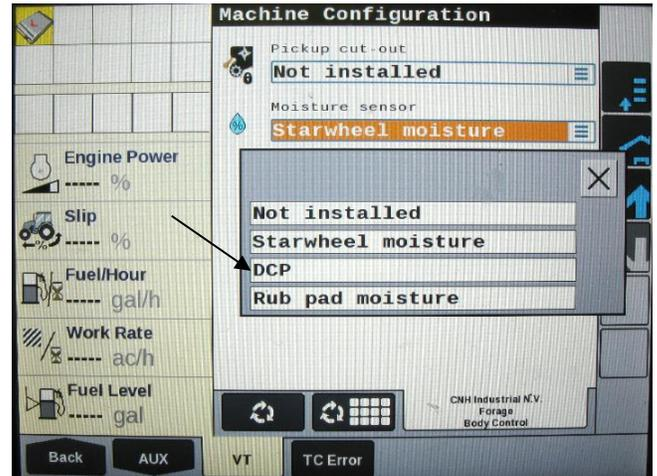 Machine Configuration
Pickup cut-out
Not installed
Moisture sensor
Starwheel moisture
Not installed
Starwheel moisture
DCP
Rub pad moisture
Engine Power
----- %
Slip
----- %
Fuel/Hour
----- gal/h
Work Rate
----- ac/h
Fuel Level
----- gal
CNH Industrial N.V.
Forage
Body Control
Back
AUX
VT
TC Error